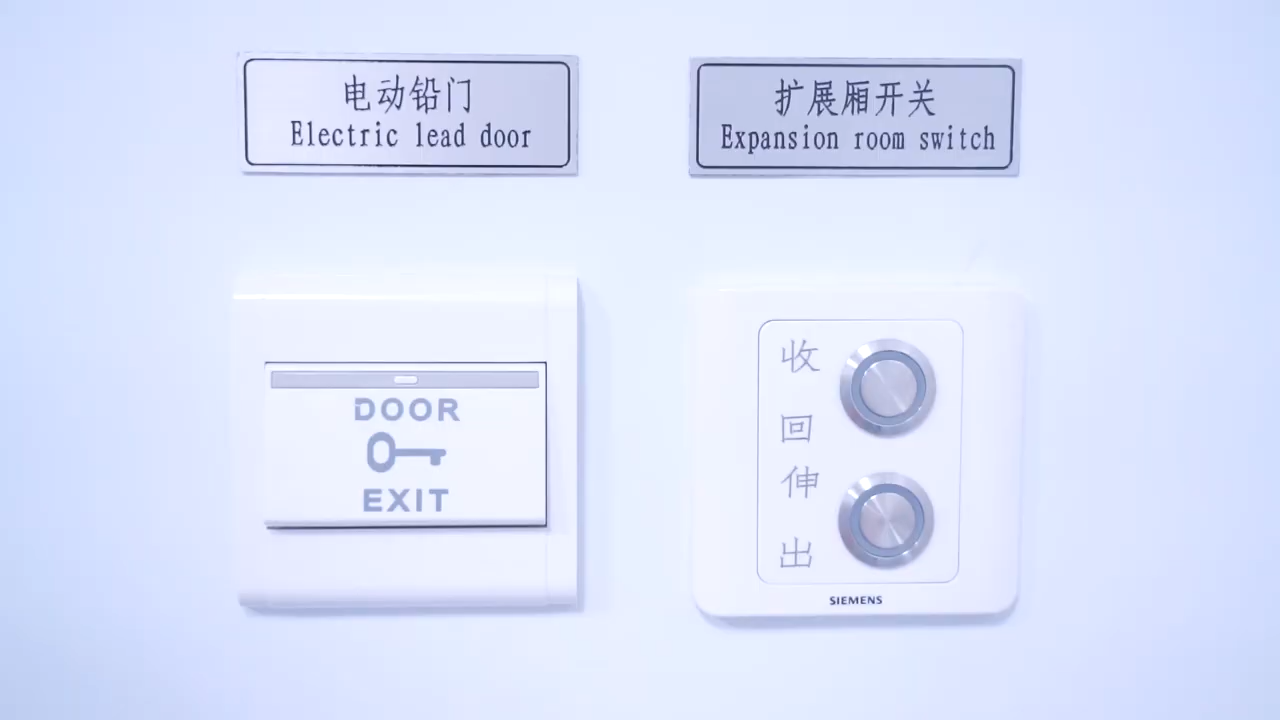 电动铅门
Electric lead door
扩展厢开关
Expansion room switch
DOOR
EXIT
收回
伸出
SIEMENS